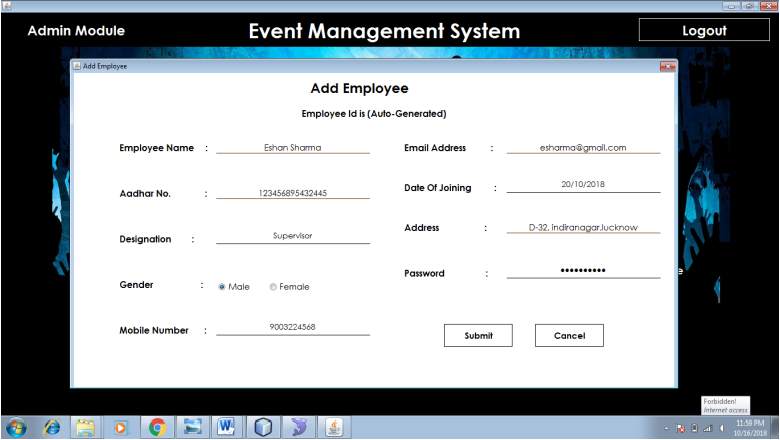 Admin Module
Event Management System
Logout
Add Employee
Add Employee
Employee Id is (Auto-Generated)
Employee Name : Eshan Sharma
Email Address : esharma@gmail.com
Aadhar No. : 123456895432445
Date Of Joining : 20/10/2018
Designation : Supervisor
Address : D-32, indiranagar,lucknow
Gender : Male Female
Password : ••••••••••
Mobile Number : 9003224568
Submit
Cancel
e
Forbidden!
Internet access
11:59 PM
10/16/2018